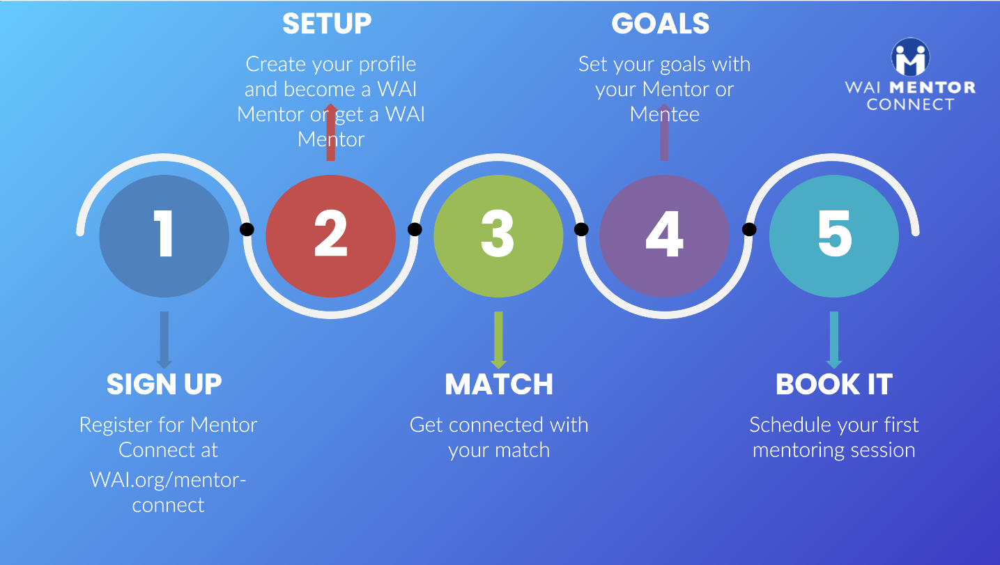 SETUP
Create your profile
and become a WAI
Mentor or get a WAI
Mentor
GOALS
Set your goals with
your Mentor or
Mentee
WAI MENTOR
CONNECT
1
2
3
4
5
SIGN UP
Register for Mentor
Connect at
WAI.org/mentor-
connect
MATCH
Get connected with
your match
BOOK IT
Schedule your first
mentoring session